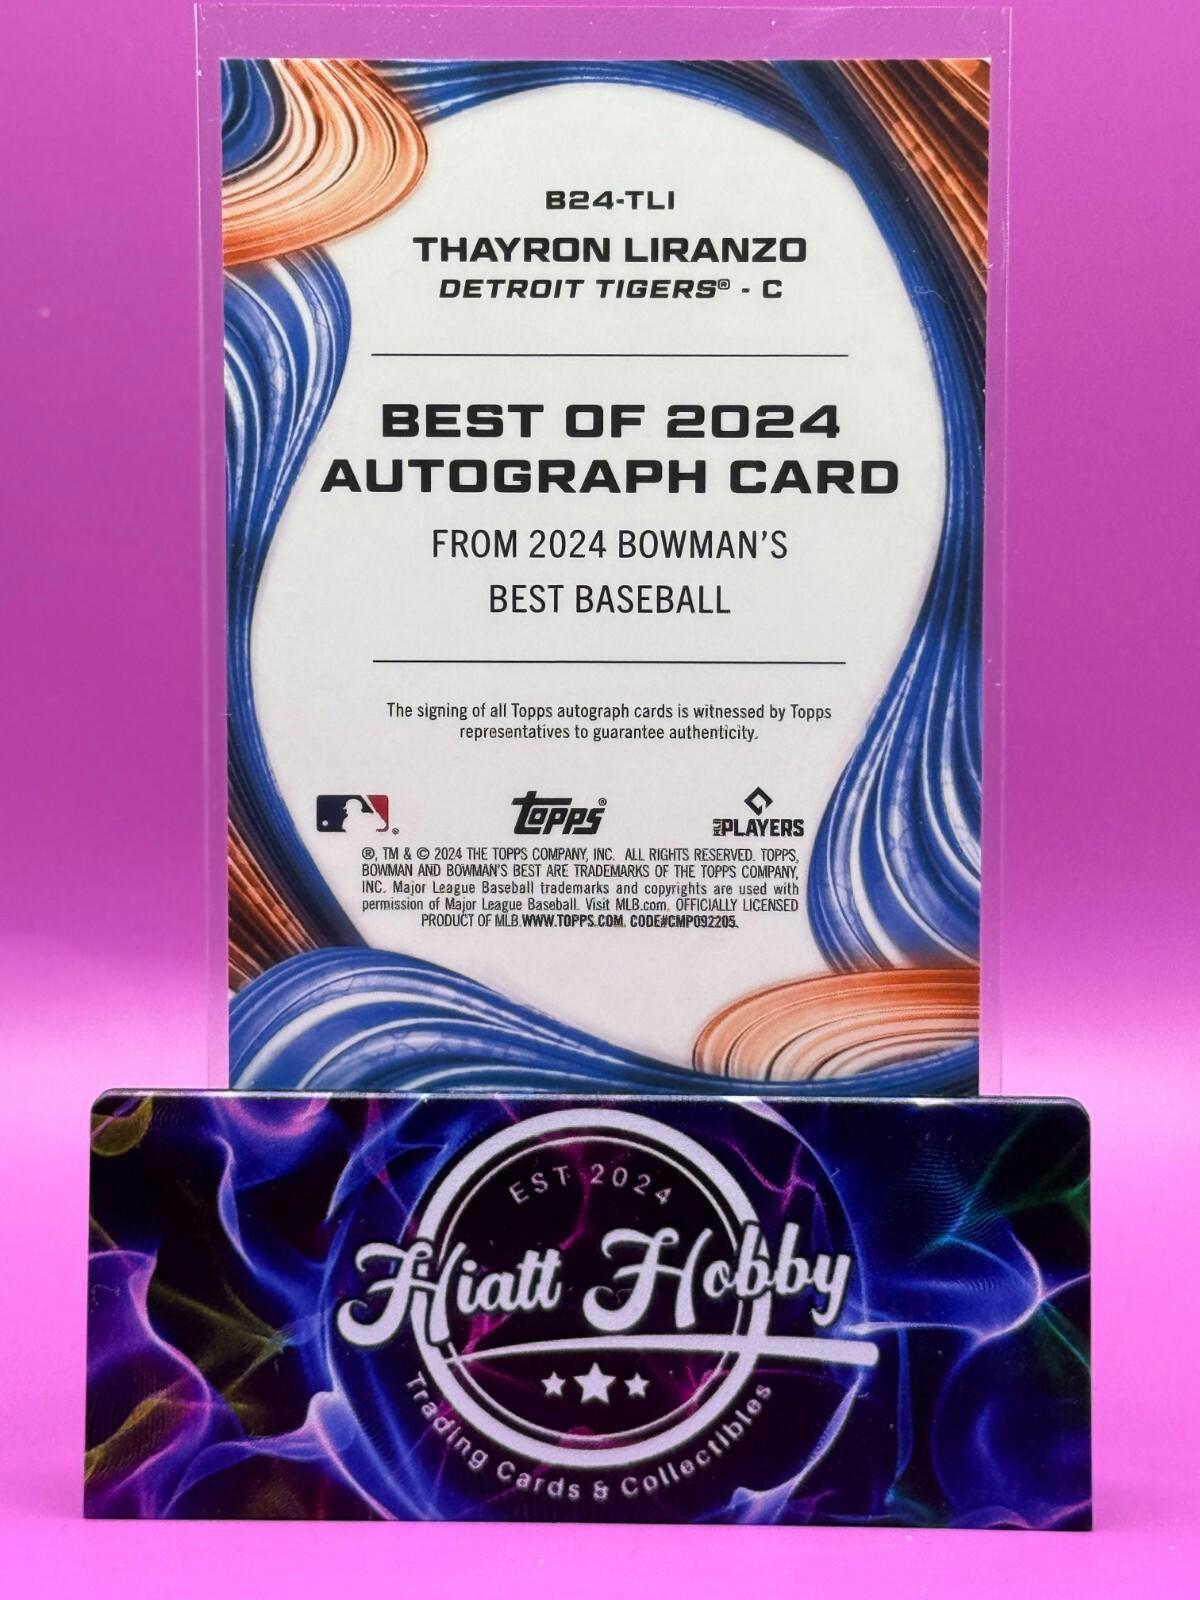 B24-TLI
THAYRON LIRANZO
DETROIT TIGERS® - C
BEST OF 2024
AUTOGRAPH CARD
FROM 2024 BOWMAN'S
BEST BASEBALL
The signing of all Topps autograph cards is witnessed by Topps
representatives to guarantee authenticity.
® Topps® MLB PLAYERS
®, TM & © 2024 THE TOPPS COMPANY, INC. ALL RIGHTS RESERVED. TOPPS,
BOWMAN AND BOWMAN'S BEST ARE TRADEMARKS OF THE TOPPS COMPANY,
INC. Major League Baseball trademarks and copyrights are used with
permission of Major League Baseball. Visit MLB.com. OFFICIALLY LICENSED
PRODUCT OF MLB.WWW.TOPPS.COM. CODE#CMP092205.
EST 2024
Hiatt Hobby
Trading Cards & Collectibles